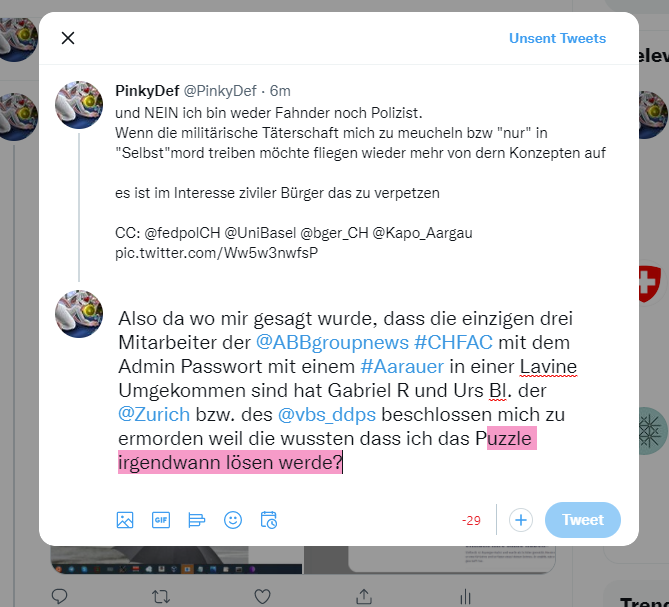 Unsent Tweets
elev
PinkyDef @PinkyDef · 6m
und NEIN ich bin weder Fahnder noch Polizist.
Wenn die militärische Täterschaft mich zu meucheln bzw "nur" in
"Selbst"mord treiben möchte fliegen wieder mehr von dern Konzepten auf
es ist im Interesse ziviler Bürger das zu verpetzen
CC: @fedpolCH @UniBasel @bger_CH @Kapo_Aargau
pic.twitter.com/Ww5w3nwfsP
Also da wo mir gesagt wurde, dass die einzigen drei
Mitarbeiter der @ABBgroupnews #CHFAC mit dem
Admin Passwort mit einem #Aarauer in einer Lavine
Umgekommen sind hat Gabriel R und Urs Bl. der
@Zurich bzw. des @vbs_ddps beschlossen mich zu
ermorden weil die wussten dass ich das Puzzle
irgendwann lösen werde?
GIF
-29
Tweet